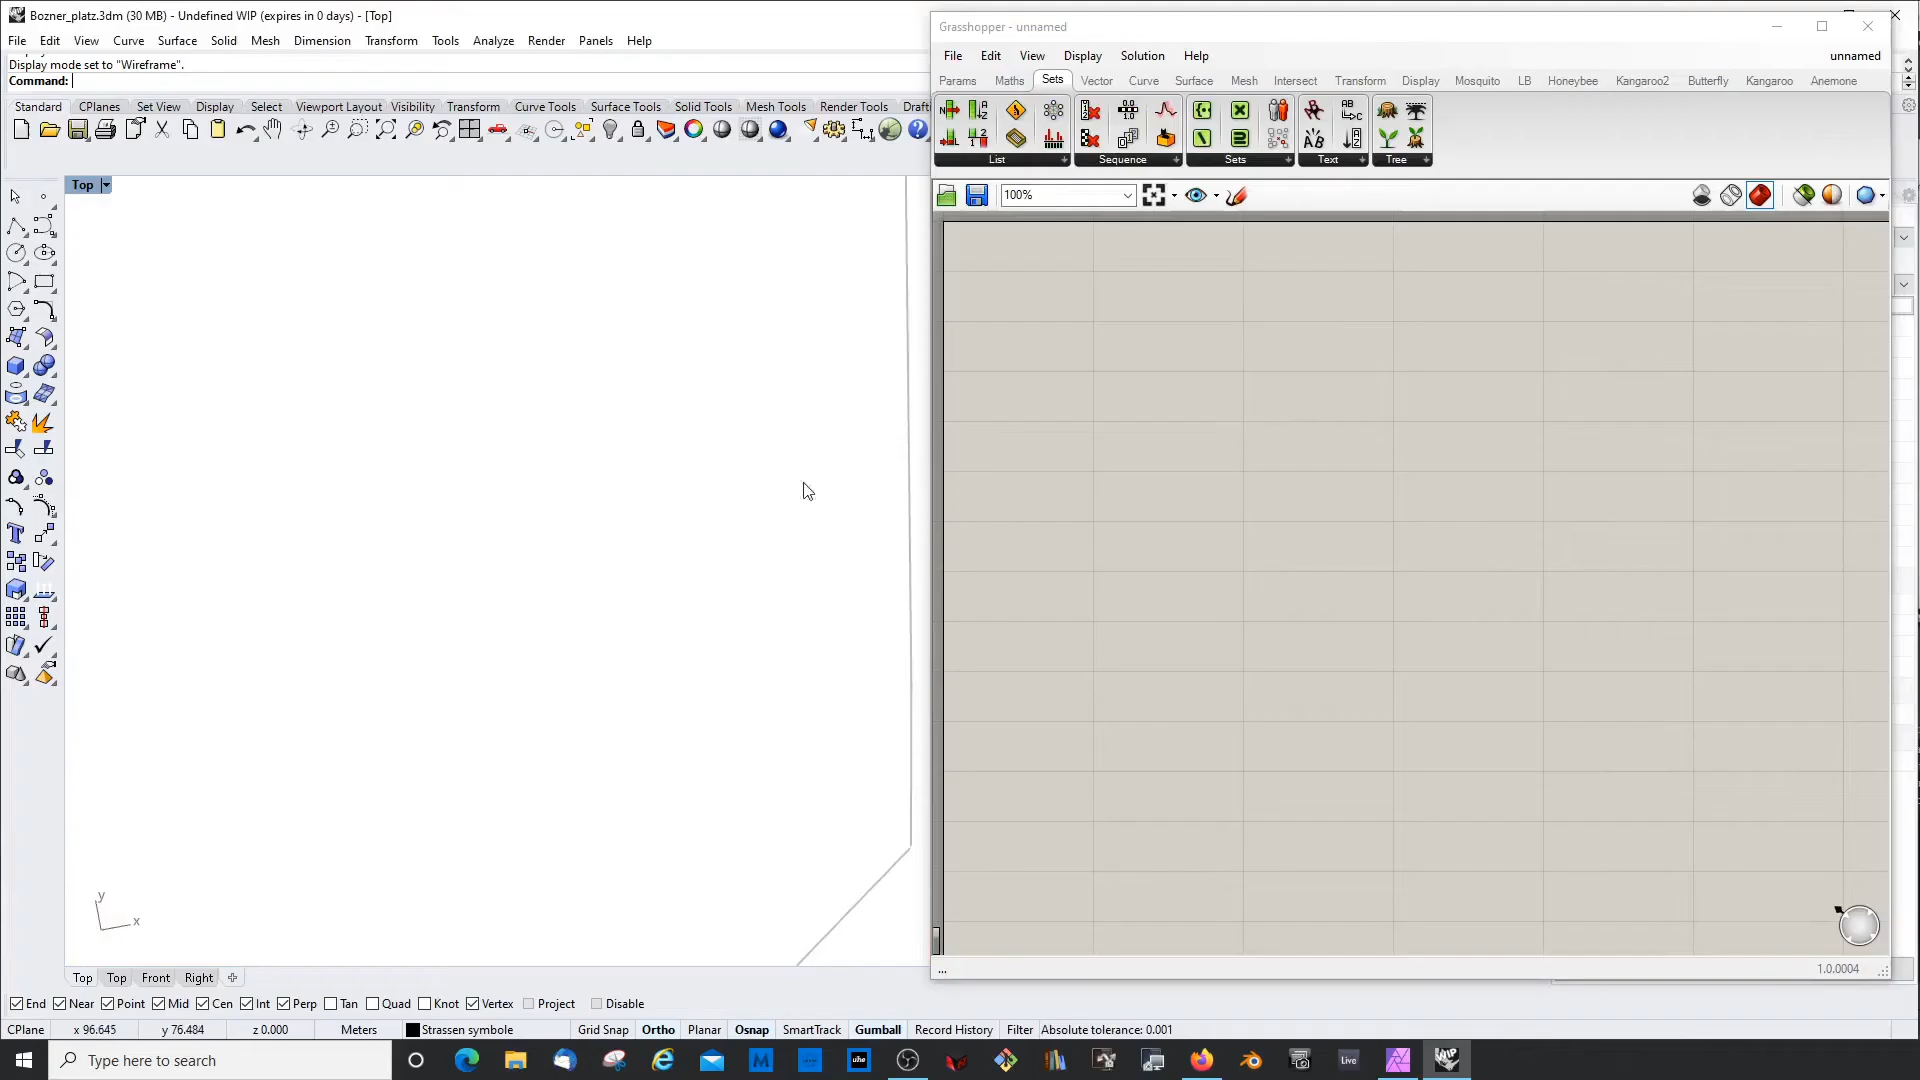 Bozner_platz.3dm (30 MB) - Undefined WIP (expires in 0 days) - [Top]
File Edit View Curve Surface Solid Mesh Dimension Transform Tools Analyze Render Panels Help
Display mode set to "Wireframe".
Command:
Standard CPlanes Set View Display Select Viewport Layout Visibility Transform Curve Tools Surface Tools Solid Tools Mesh Tools Render Tools Drafti
Top
Grasshopper - unnamed
File Edit View Display Solution Help unnamed
Params Maths Sets Vector Curve Surface Mesh Intersect Transform Display Mosquito LB Honeybee Kangaroo2 Butterfly Kangaroo Anemone
List Sequence Sets Text Tree
100%
y
x
1.0.0004
...
Top Top Front Right
End Near Point Mid Cen Int Perp Tan Quad Knot Vertex Project Disable
CPlane x 96.645 y 76.484 z 0.000 Meters Strassen symbole Grid Snap Ortho Planar Osnap SmartTrack Gumball Record History Filter Absolute tolerance: 0.001
Type here to search
Live